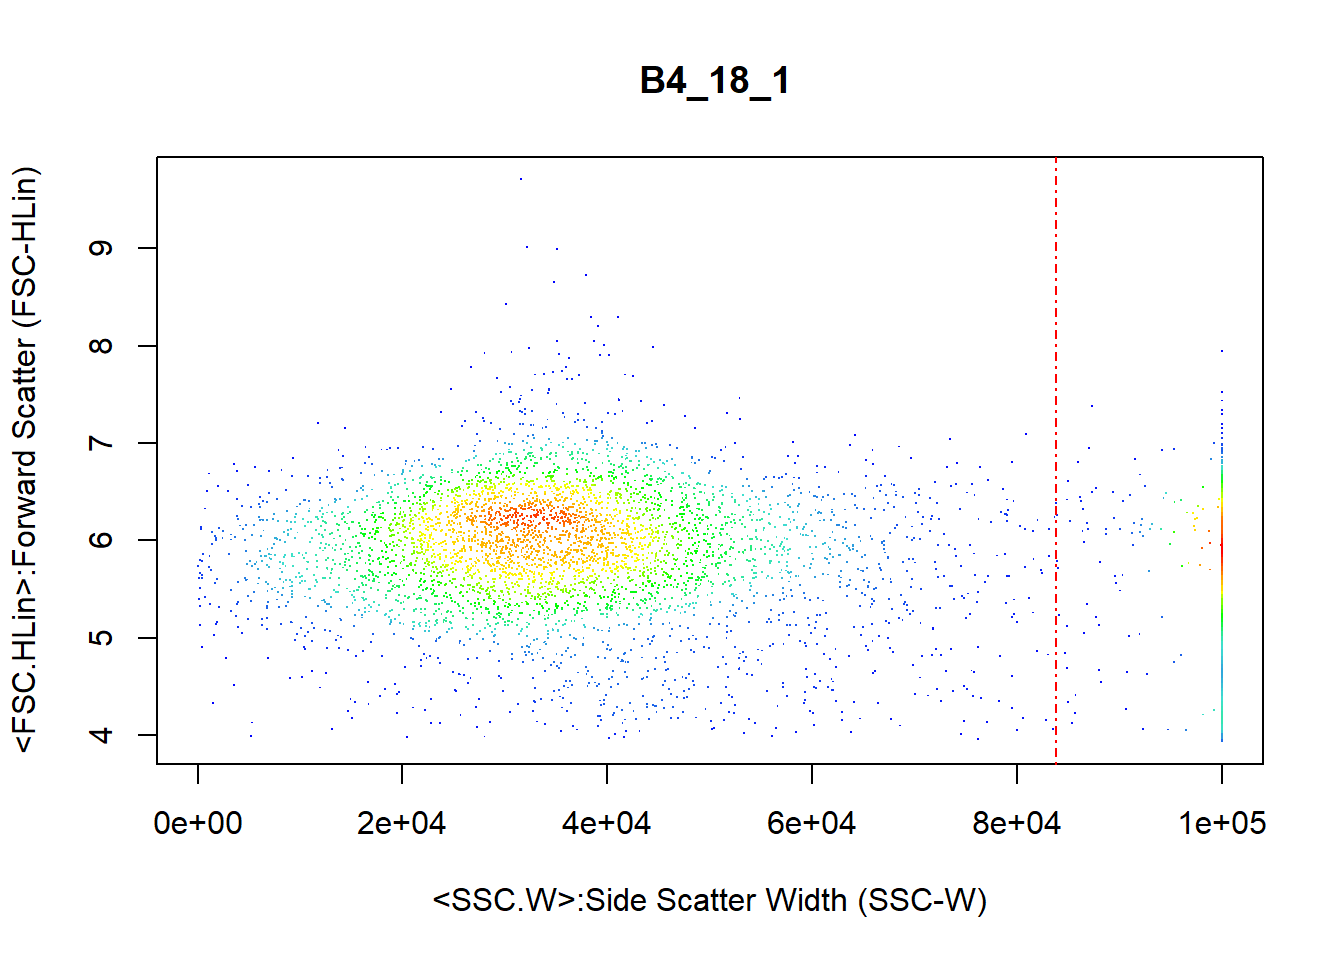 B4_18_1
<FSC.HLin>:Forward Scatter (FSC-HLin)
9
8
7
6
5
4
0e+00 2e+04 4e+04 6e+04 8e+04 1e+05
<SSC.W>:Side Scatter Width (SSC-W)